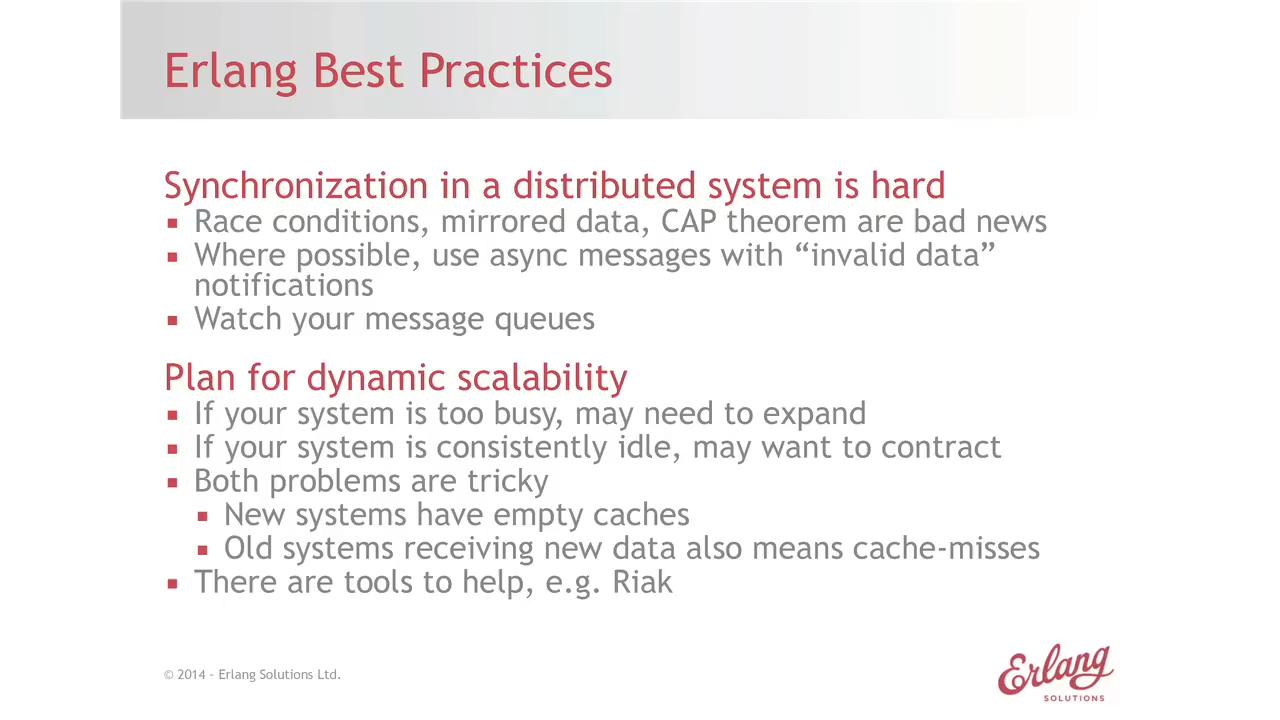 Erlang Best Practices
Synchronization in a distributed system is hard
▪ Race conditions, mirrored data, CAP theorem are bad news
▪ Where possible, use async messages with “invalid data”
notifications
▪ Watch your message queues
Plan for dynamic scalability
▪ If your system is too busy, may need to expand
▪ If your system is consistently idle, may want to contract
▪ Both problems are tricky
▪ New systems have empty caches
▪ Old systems receiving new data also means cache-misses
▪ There are tools to help, e.g. Riak
© 2014 - Erlang Solutions Ltd.
Erlang
SOLUTIONS